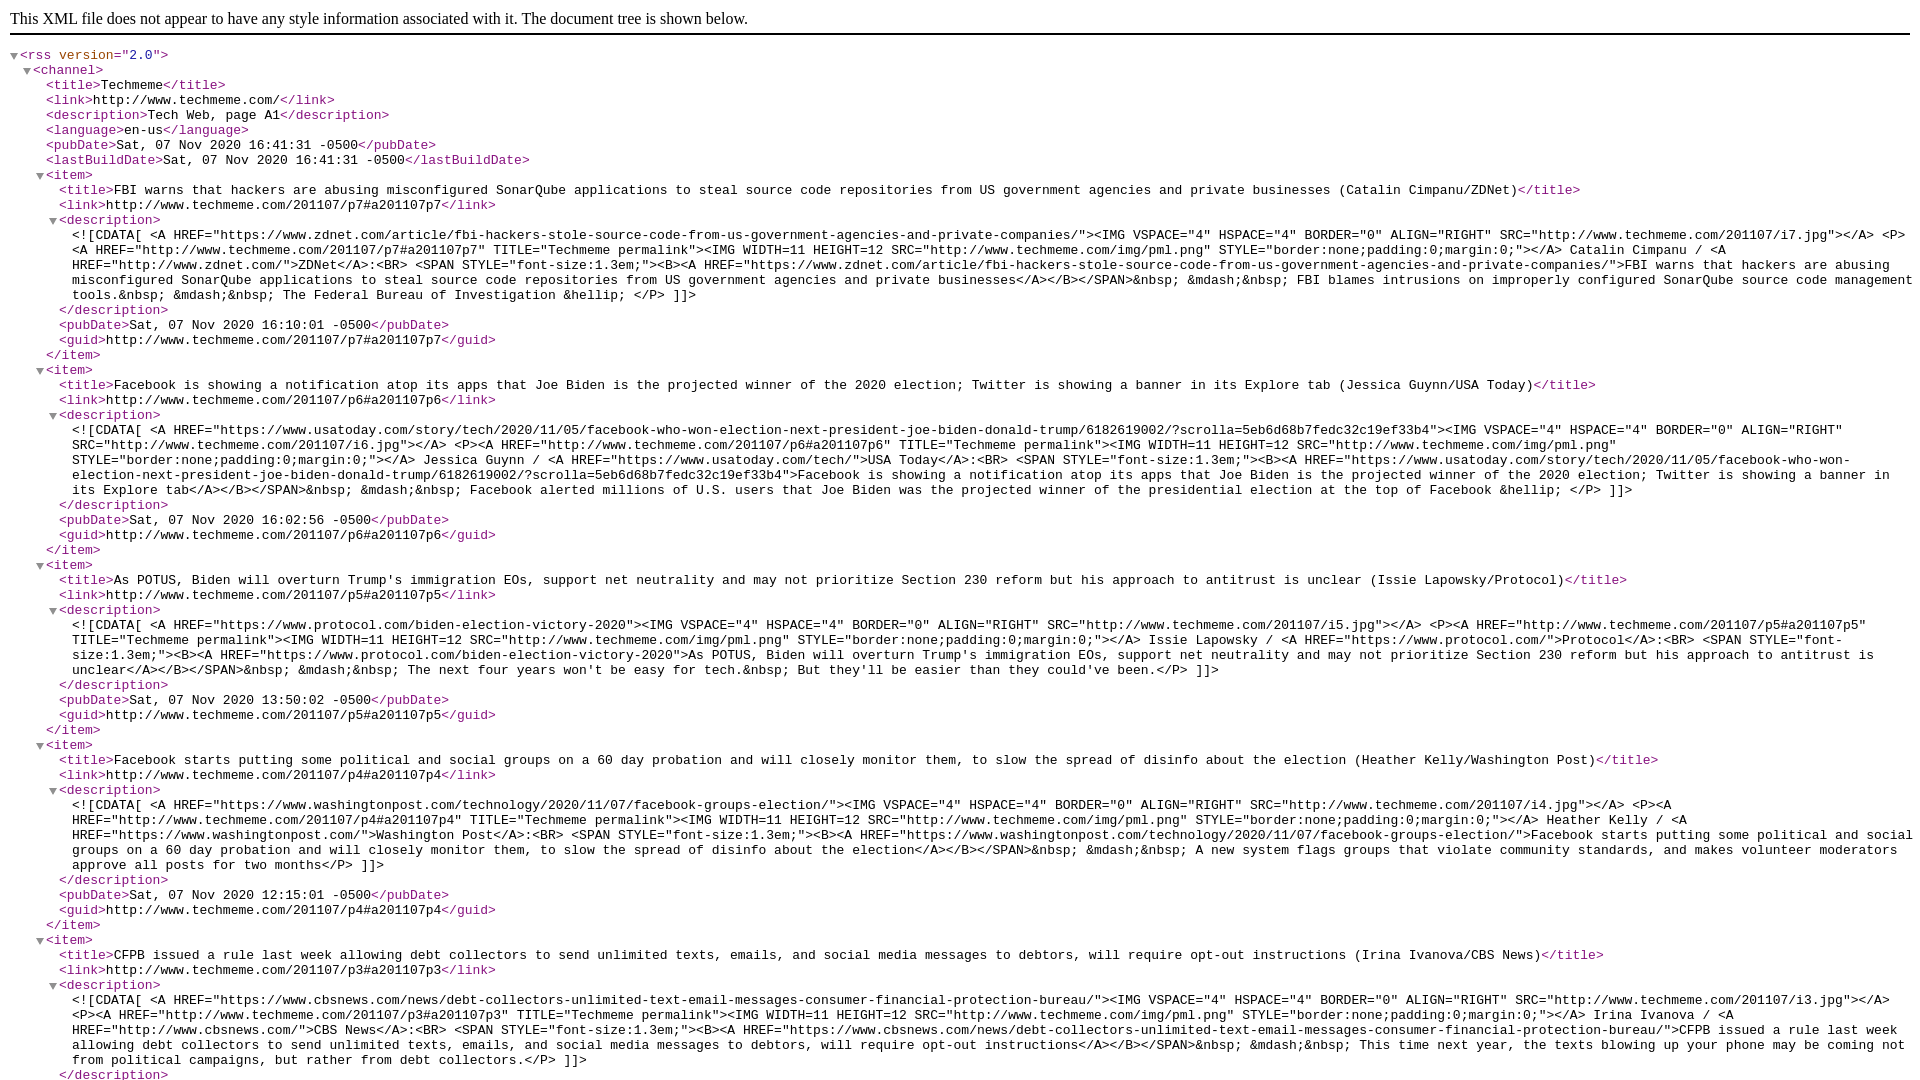 This XML file does not appear to have any style information associated with it. The document tree is shown below.
<rss version="2.0">
<channel>
<title>Techmeme</title>
<link>http://www.techmeme.com/</link>
<description>Tech Web, page A1</description>
<language>en-us</language>
<pubDate>Sat, 07 Nov 2020 16:41:31 -0500</pubDate>
<lastBuildDate>Sat, 07 Nov 2020 16:41:31 -0500</lastBuildDate>
<item>
<title>FBI warns that hackers are abusing misconfigured SonarQube applications to steal source code repositories from US government agencies and private businesses (Catalin Cimpanu/ZDNet)</title>
<link>http://www.techmeme.com/201107/p7#a201107p7</link>
<description>
<![CDATA[ <A HREF="https://www.zdnet.com/article/fbi-hackers-stole-source-code-from-us-government-agencies-and-private-companies/"><IMG VSPACE="4" HSPACE="4" BORDER="0" ALIGN="RIGHT" SRC="http://www.techmeme.com/201107/i7.jpg"></A> <P>
<A HREF="http://www.techmeme.com/201107/p7#a201107p7" TITLE="Techmeme permalink"><IMG WIDTH=11 HEIGHT=12 SRC="http://www.techmeme.com/img/pml.png" STYLE="border:none;padding:0;margin:0;"></A> Catalin Cimpanu / <A
HREF="http://www.zdnet.com/">ZDNet</A>:<BR> <SPAN STYLE="font-size:1.3em;"><B><A HREF="https://www.zdnet.com/article/fbi-hackers-stole-source-code-from-us-government-agencies-and-private-companies/">FBI warns that hackers are abusing
misconfigured SonarQube applications to steal source code repositories from US government agencies and private businesses</A></B></SPAN>&nbsp; &mdash;&nbsp; FBI blames intrusions on improperly configured SonarQube source code management
tools.&nbsp; &mdash;&nbsp; The Federal Bureau of Investigation &hellip; </P> ]]>
</description>
<pubDate>Sat, 07 Nov 2020 16:10:01 -0500</pubDate>
<guid>http://www.techmeme.com/201107/p7#a201107p7</guid>
</item>
<item>
<title>Facebook is showing a notification atop its apps that Joe Biden is the projected winner of the 2020 election; Twitter is showing a banner in its Explore tab (Jessica Guynn/USA Today)</title>
<link>http://www.techmeme.com/201107/p6#a201107p6</link>
<description>
<![CDATA[ <A HREF="https://www.usatoday.com/story/tech/2020/11/05/facebook-who-won-election-next-president-joe-biden-donald-trump/6182619002/?scrolla=5eb6d68b7fedc32c19ef33b4"><IMG VSPACE="4" HSPACE="4" BORDER="0" ALIGN="RIGHT"
SRC="http://www.techmeme.com/201107/i6.jpg"></A> <P><A HREF="http://www.techmeme.com/201107/p6#a201107p6" TITLE="Techmeme permalink"><IMG WIDTH=11 HEIGHT=12 SRC="http://www.techmeme.com/img/pml.png"
STYLE="border:none;padding:0;margin:0;"></A> Jessica Guynn / <A HREF="https://www.usatoday.com/tech/">USA Today</A>:<BR> <SPAN STYLE="font-size:1.3em;"><B><A HREF="https://www.usatoday.com/story/tech/2020/11/05/facebook-who-won-
election-next-president-joe-biden-donald-trump/6182619002/?scrolla=5eb6d68b7fedc32c19ef33b4">Facebook is showing a notification atop its apps that Joe Biden is the projected winner of the 2020 election; Twitter is showing a banner in
its Explore tab</A></B></SPAN>&nbsp; &mdash;&nbsp; Facebook alerted millions of U.S. users that Joe Biden was the projected winner of the presidential election at the top of Facebook &hellip; </P> ]]>
</description>
<pubDate>Sat, 07 Nov 2020 16:02:56 -0500</pubDate>
<guid>http://www.techmeme.com/201107/p6#a201107p6</guid>
</item>
<item>
<title>As POTUS, Biden will overturn Trump's immigration EOs, support net neutrality and may not prioritize Section 230 reform but his approach to antitrust is unclear (Issie Lapowsky/Protocol)</title>
<link>http://www.techmeme.com/201107/p5#a201107p5</link>
<description>
<![CDATA[ <A HREF="https://www.protocol.com/biden-election-victory-2020"><IMG VSPACE="4" HSPACE="4" BORDER="0" ALIGN="RIGHT" SRC="http://www.techmeme.com/201107/i5.jpg"></A> <P><A HREF="http://www.techmeme.com/201107/p5#a201107p5"
TITLE="Techmeme permalink"><IMG WIDTH=11 HEIGHT=12 SRC="http://www.techmeme.com/img/pml.png" STYLE="border:none;padding:0;margin:0;"></A> Issie Lapowsky / <A HREF="https://www.protocol.com/">Protocol</A>:<BR> <SPAN STYLE="font-
size:1.3em;"><B><A HREF="https://www.protocol.com/biden-election-victory-2020">As POTUS, Biden will overturn Trump's immigration EOs, support net neutrality and may not prioritize Section 230 reform but his approach to antitrust is
unclear</A></B></SPAN>&nbsp; &mdash;&nbsp; The next four years won't be easy for tech.&nbsp; But they'll be easier than they could've been.</P> ]]>
</description>
<pubDate>Sat, 07 Nov 2020 13:50:02 -0500</pubDate>
<guid>http://www.techmeme.com/201107/p5#a201107p5</guid>
</item>
<item>
<title>Facebook starts putting some political and social groups on a 60 day probation and will closely monitor them, to slow the spread of disinfo about the election (Heather Kelly/Washington Post)</title>
<link>http://www.techmeme.com/201107/p4#a201107p4</link>
<description>
<![CDATA[ <A HREF="https://www.washingtonpost.com/technology/2020/11/07/facebook-groups-election/"><IMG VSPACE="4" HSPACE="4" BORDER="0" ALIGN="RIGHT" SRC="http://www.techmeme.com/201107/i4.jpg"></A> <P><A
HREF="http://www.techmeme.com/201107/p4#a201107p4" TITLE="Techmeme permalink"><IMG WIDTH=11 HEIGHT=12 SRC="http://www.techmeme.com/img/pml.png" STYLE="border:none;padding:0;margin:0;"></A> Heather Kelly / <A
HREF="https://www.washingtonpost.com/">Washington Post</A>:<BR> <SPAN STYLE="font-size:1.3em;"><B><A HREF="https://www.washingtonpost.com/technology/2020/11/07/facebook-groups-election/">Facebook starts putting some political and social
groups on a 60 day probation and will closely monitor them, to slow the spread of disinfo about the election</A></B></SPAN>&nbsp; &mdash;&nbsp; A new system flags groups that violate community standards, and makes volunteer moderators
approve all posts for two months</P> ]]>
</description>
<pubDate>Sat, 07 Nov 2020 12:15:01 -0500</pubDate>
<guid>http://www.techmeme.com/201107/p4#a201107p4</guid>
</item>
<item>
<title>CFPB issued a rule last week allowing debt collectors to send unlimited texts, emails, and social media messages to debtors, will require opt-out instructions (Irina Ivanova/CBS News)</title>
<link>http://www.techmeme.com/201107/p3#a201107p3</link>
<description>
<![CDATA[ <A HREF="https://www.cbsnews.com/news/debt-collectors-unlimited-text-email-messages-consumer-financial-protection-bureau/"><IMG VSPACE="4" HSPACE="4" BORDER="0" ALIGN="RIGHT" SRC="http://www.techmeme.com/201107/i3.jpg"></A>
<P><A HREF="http://www.techmeme.com/201107/p3#a201107p3" TITLE="Techmeme permalink"><IMG WIDTH=11 HEIGHT=12 SRC="http://www.techmeme.com/img/pml.png" STYLE="border:none;padding:0;margin:0;"></A> Irina Ivanova / <A
HREF="http://www.cbsnews.com/">CBS News</A>:<BR> <SPAN STYLE="font-size:1.3em;"><B><A HREF="https://www.cbsnews.com/news/debt-collectors-unlimited-text-email-messages-consumer-financial-protection-bureau/">CFPB issued a rule last week
allowing debt collectors to send unlimited texts, emails, and social media messages to debtors, will require opt-out instructions</A></B></SPAN>&nbsp; &mdash;&nbsp; This time next year, the texts blowing up your phone may be coming not
from political campaigns, but rather from debt collectors.</P> ]]>
</description>